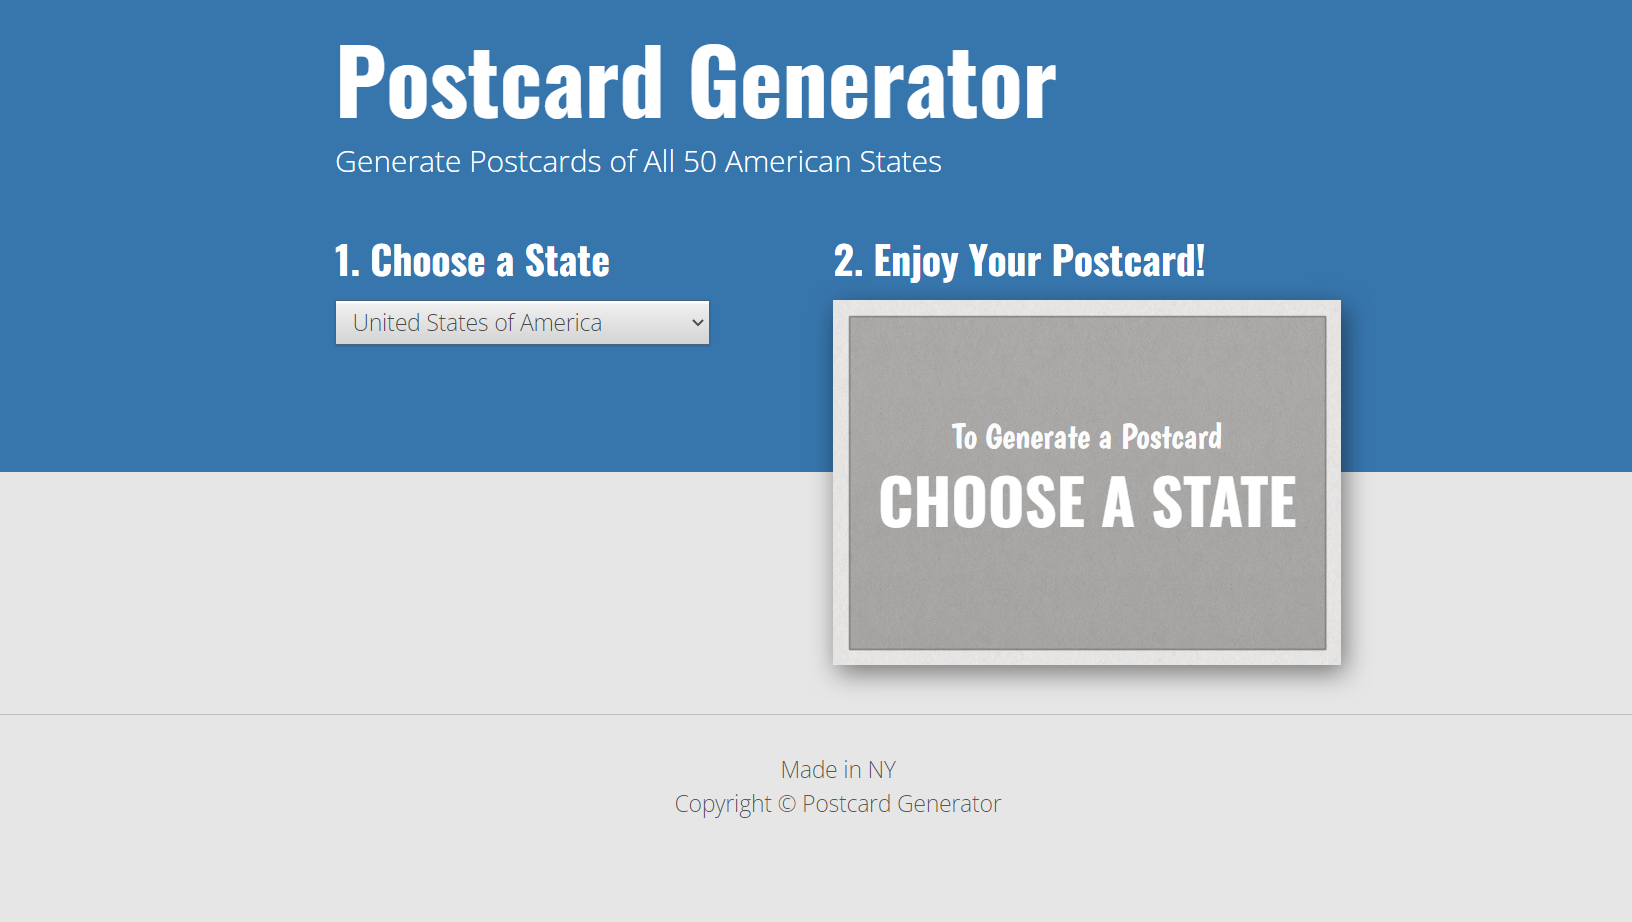 Postcard Generator
Generate Postcards of All 50 American States
1. Choose a State
United States of America
2. Enjoy Your Postcard!
To Generate a Postcard
CHOOSE A STATE
Made in NY
Copyright © Postcard Generator